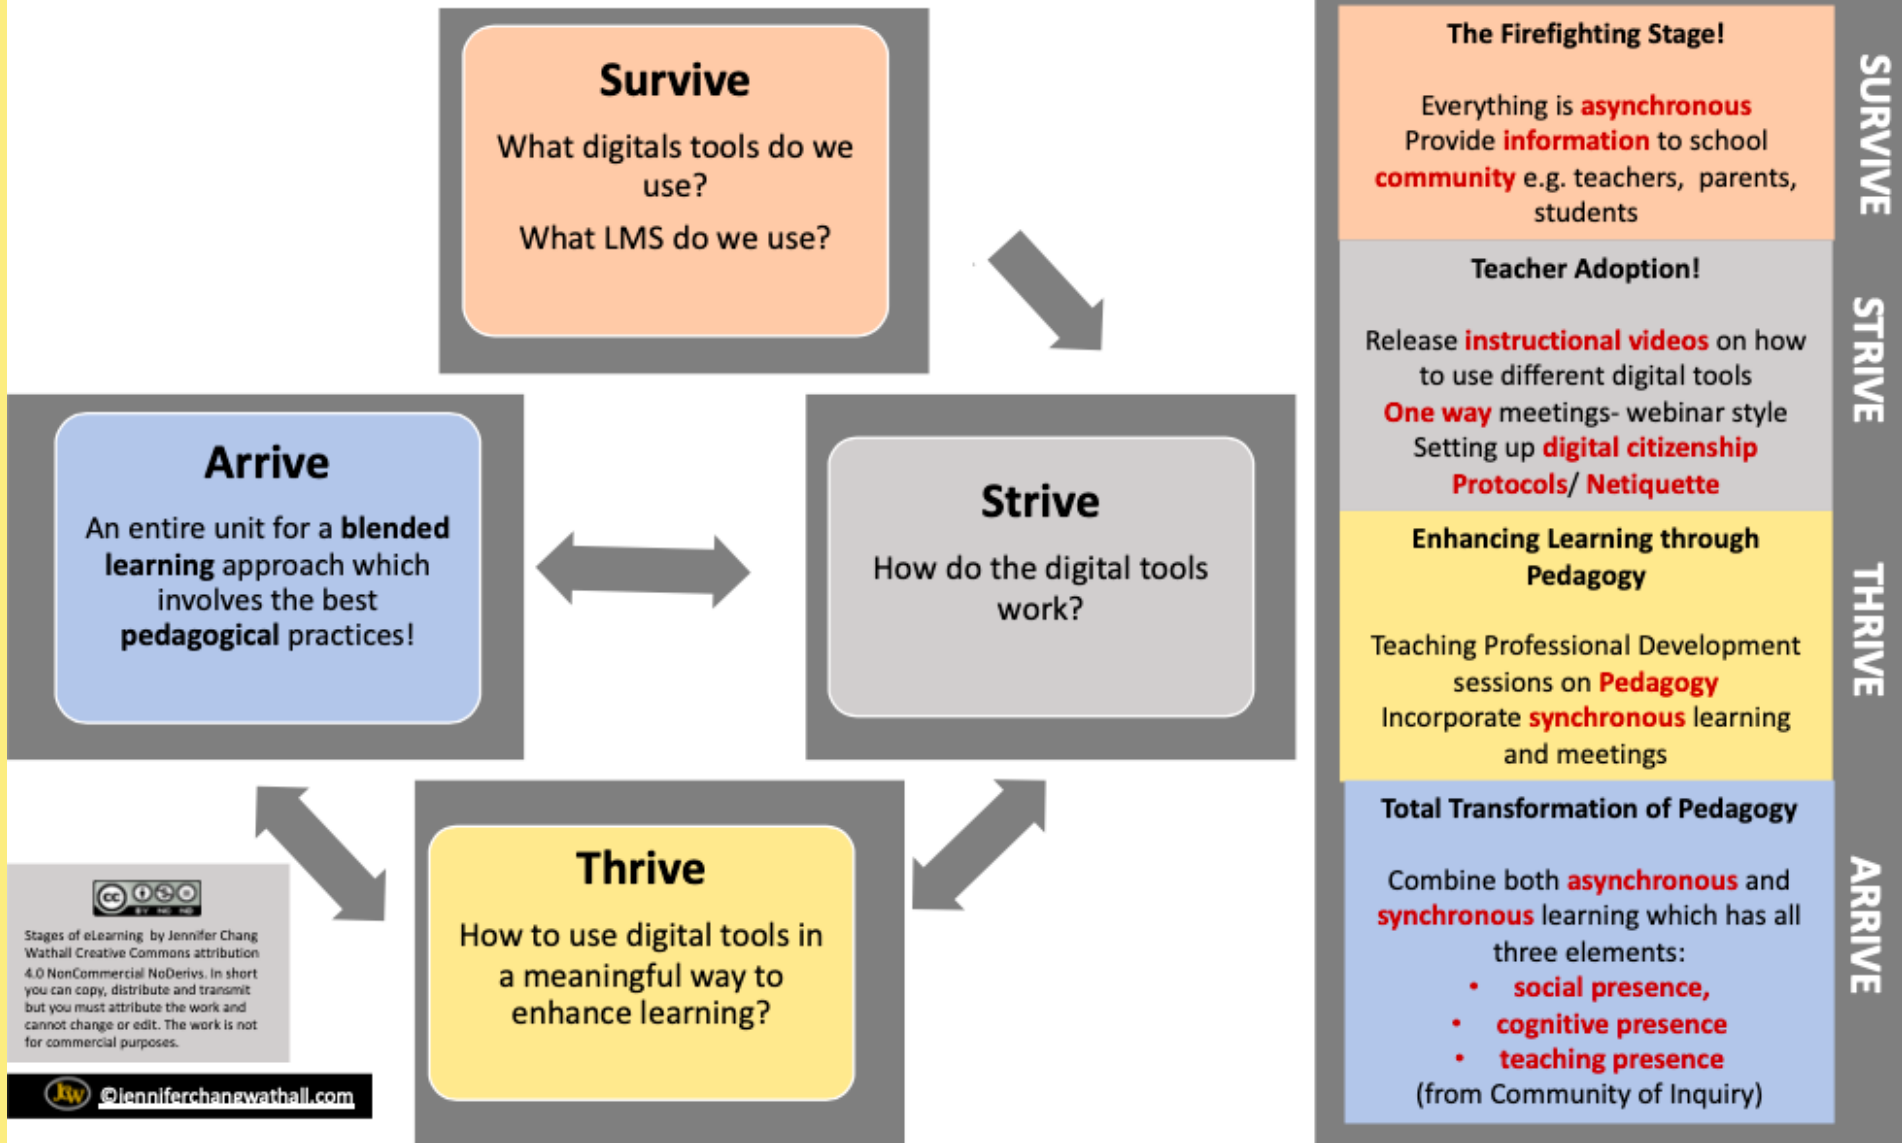 Survive
What digitals tools do we
use?
What LMS do we use?
Arrive
An entire unit for a blended
learning approach which
involves the best
pedagogical practices!
Strive
How do the digital tools
work?
Thrive
How to use digital tools in
a meaningful way to
enhance learning?
CC
BY NC ND
Stages of eLearning by Jennifer Chang
Wathall Creative Commons attribution
4.0 NonCommercial NoDerivs. In short
you can copy, distribute and transmit
but you must attribute the work and
cannot change or edit. The work is not
for commercial purposes.
JCW
©jenniferchangwathall.com
The Firefighting Stage!
Everything is asynchronous
Provide information to school
community e.g. teachers, parents,
students
SURVIVE
Teacher Adoption!
Release instructional videos on how
to use different digital tools
One way meetings- webinar style
Setting up digital citizenship
Protocols/ Netiquette
STRIVE
Enhancing Learning through
Pedagogy
Teaching Professional Development
sessions on Pedagogy
Incorporate synchronous learning
and meetings
THRIVE
Total Transformation of Pedagogy
Combine both asynchronous and
synchronous learning which has all
three elements:
• social presence,
• cognitive presence
• teaching presence
(from Community of Inquiry)
ARRIVE